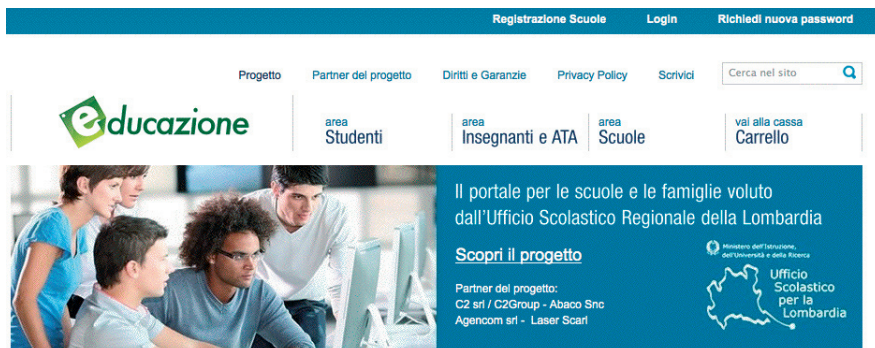 Registrazione Scuole Login Richiedi nuova password
Progetto Partner del progetto Diritti e Garanzie Privacy Policy Scrivici Cerca nel sito
educazione
area Studenti
area Insegnanti e ATA
area Scuole
vai alla cassa Carrello
Il portale per le scuole e le famiglie voluto
dall'Ufficio Scolastico Regionale della Lombardia
Scopri il progetto
Partner del progetto:
C2 srl / C2Group - Abaco Snc
Agencom srl - Laser Scarl
Ministero dell'Istruzione,
dell'Università e della Ricerca
Ufficio
Scolastico
per la
Lombardia